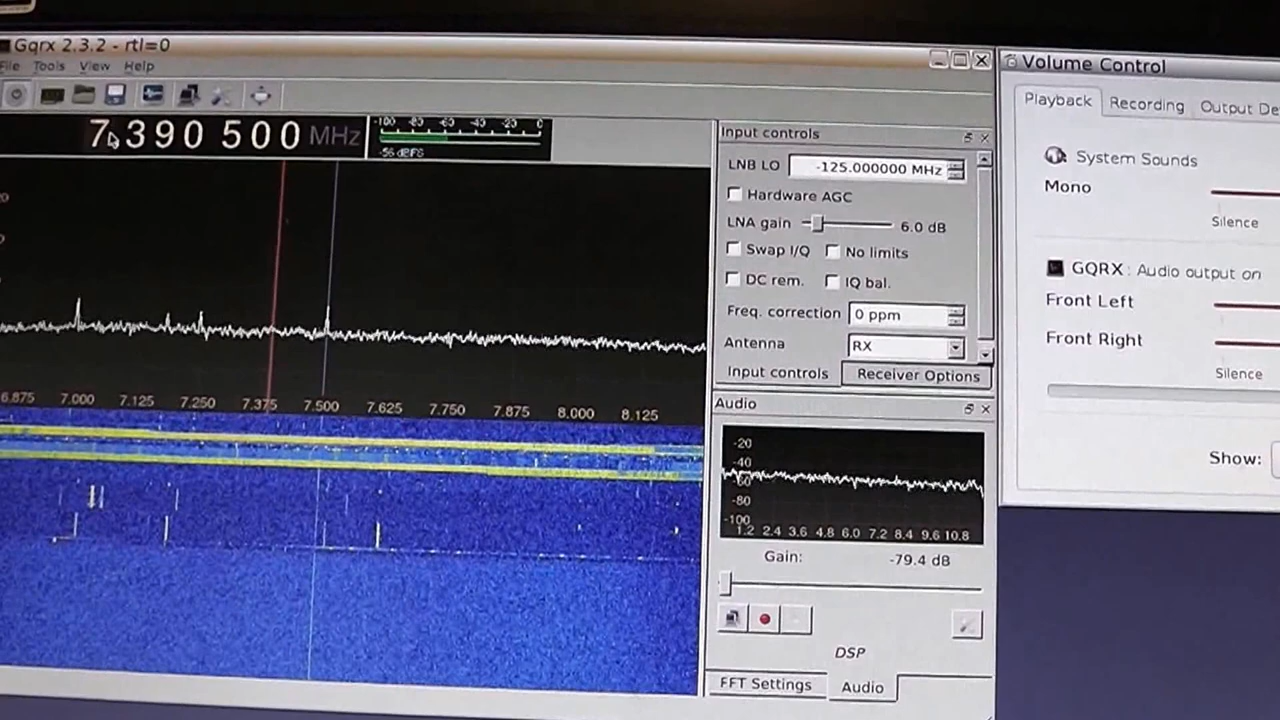 Gqrx 2.3.2 - rtl=0
File Tools View Help
7.390 500 MHz
-100 -80 -60 -40 -20 0
-56 dBFS
6.875 7.000 7.125 7.250 7.375 7.500 7.625 7.750 7.875 8.000 8.125
Input controls
LNB LO -125.000000 MHz
Hardware AGC
LNA gain 6.0 dB
Swap I/Q No limits
DC rem. IQ bal.
Freq. correction 0 ppm
Antenna RX
Input controls Receiver Options
Audio
-20
-40
-60
-80
-100
1.2 2.4 3.6 4.8 6.0 7.2 8.4 9.6 10.8
Gain: -79.4 dB
DSP
FFT Settings Audio
Volume Control
Playback Recording Output De
System Sounds
Mono
Silence
GQRX : Audio output on
Front Left
Front Right
Silence
Show: